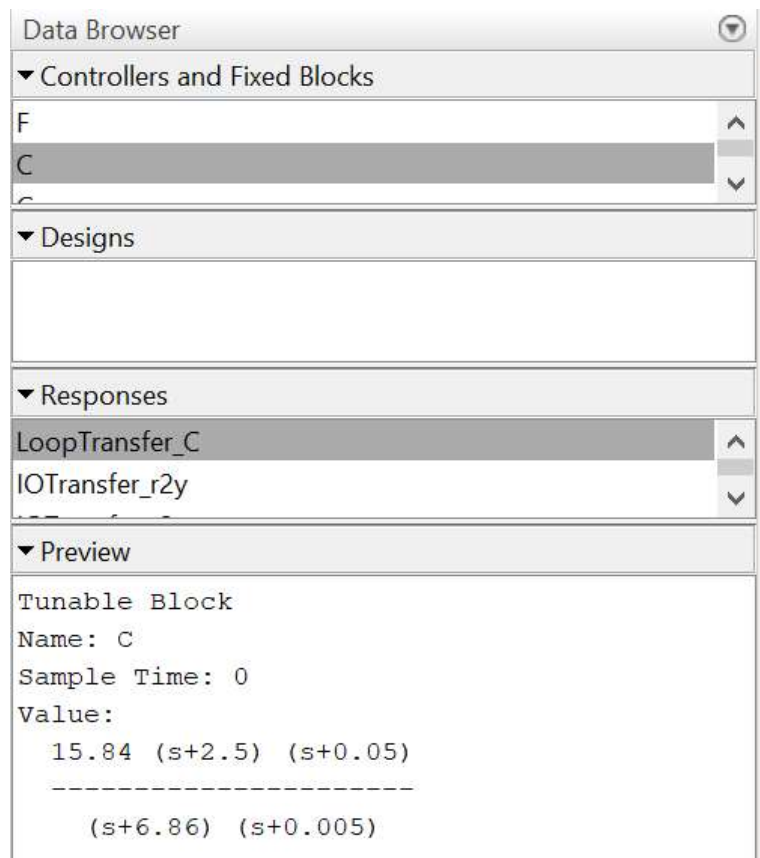 Data Browser
Controllers and Fixed Blocks
F
C
Designs
Responses
LoopTransfer_C
IOTransfer_r2y
Preview
Tunable Block
Name: C
Sample Time: 0
Value:
15.84 (s+2.5) (s+0.05)
----------------------
(s+6.86) (s+0.005)